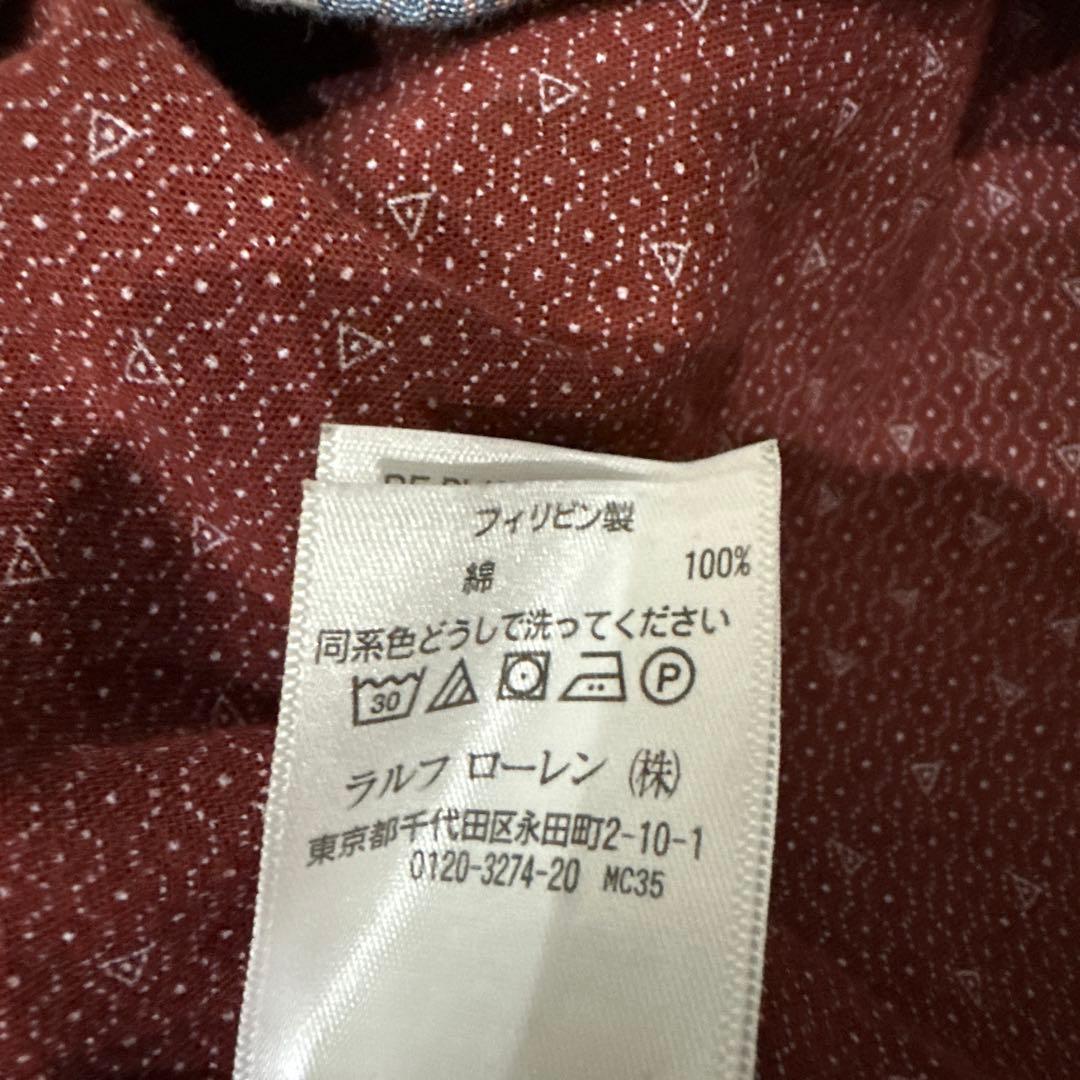 フィリピン製
綿 100%
同系色どうしで洗ってください
30 P
ラルフ ローレン (株)
東京都千代田区永田町2-10-1
0120-3274-20 MC35